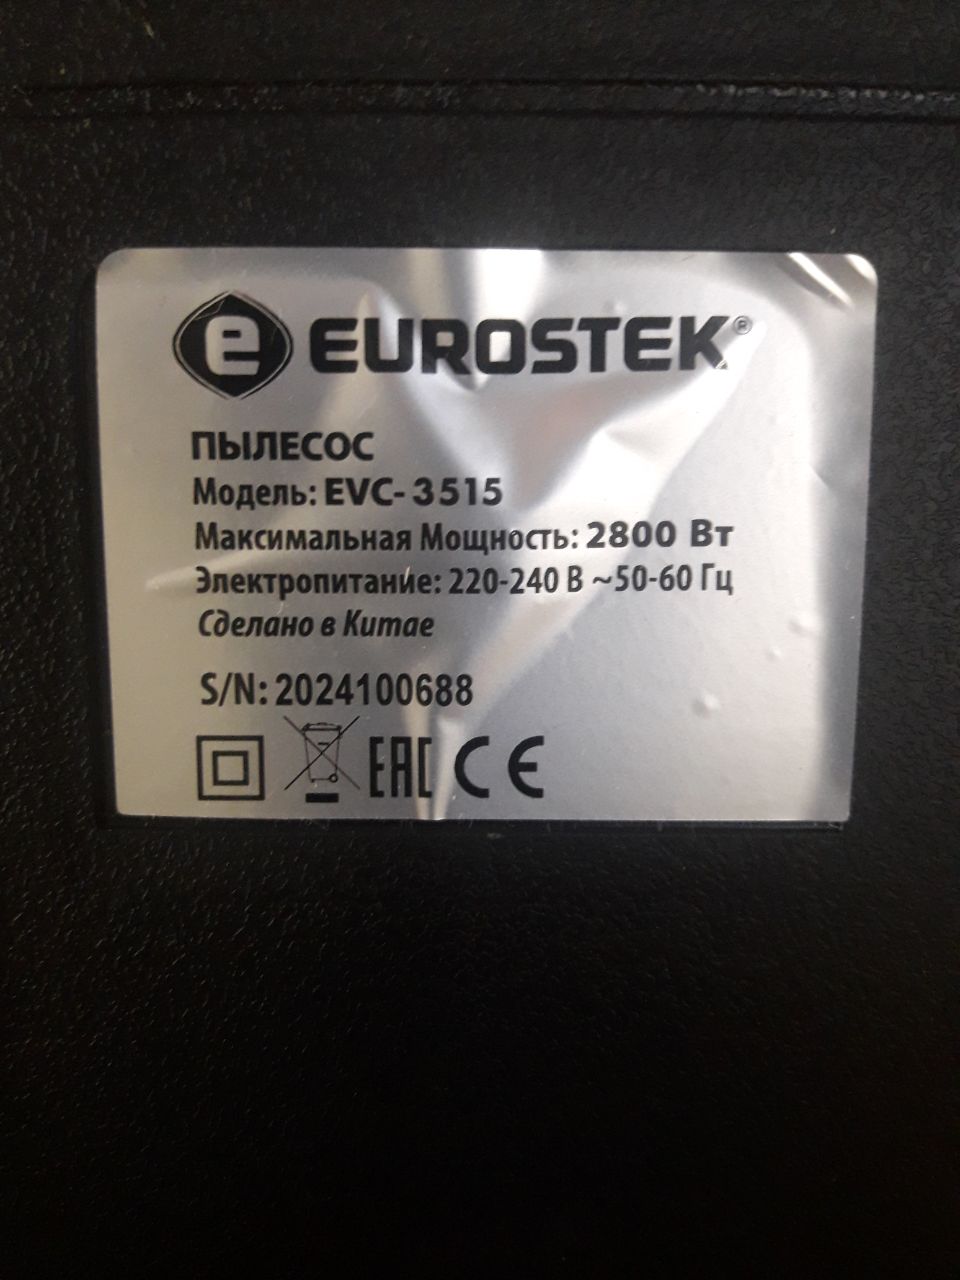 e EUROSTEK®
ПЫЛЕСОС
Модель: EVC- 3515
Максимальная Мощность: 2800 Вт
Электропитание: 220-240 В ~50-60 Гц
Сделано в Китае
S/N: 2024100688
EAC CE